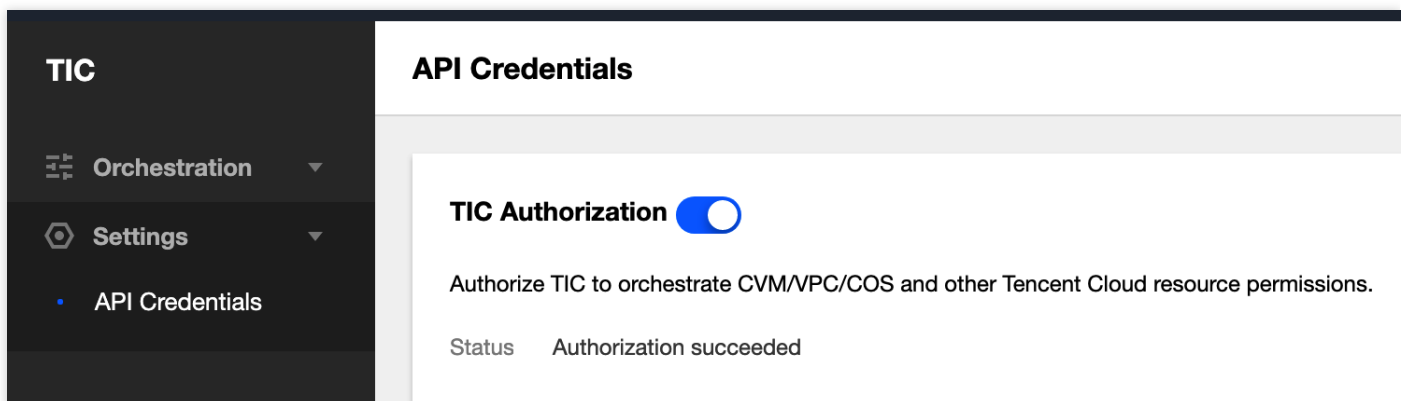 TIC
Orchestration
Settings
API Credentials
API Credentials
TIC Authorization
Authorize TIC to orchestrate CVM/VPC/COS and other Tencent Cloud resource permissions.
Status Authorization succeeded